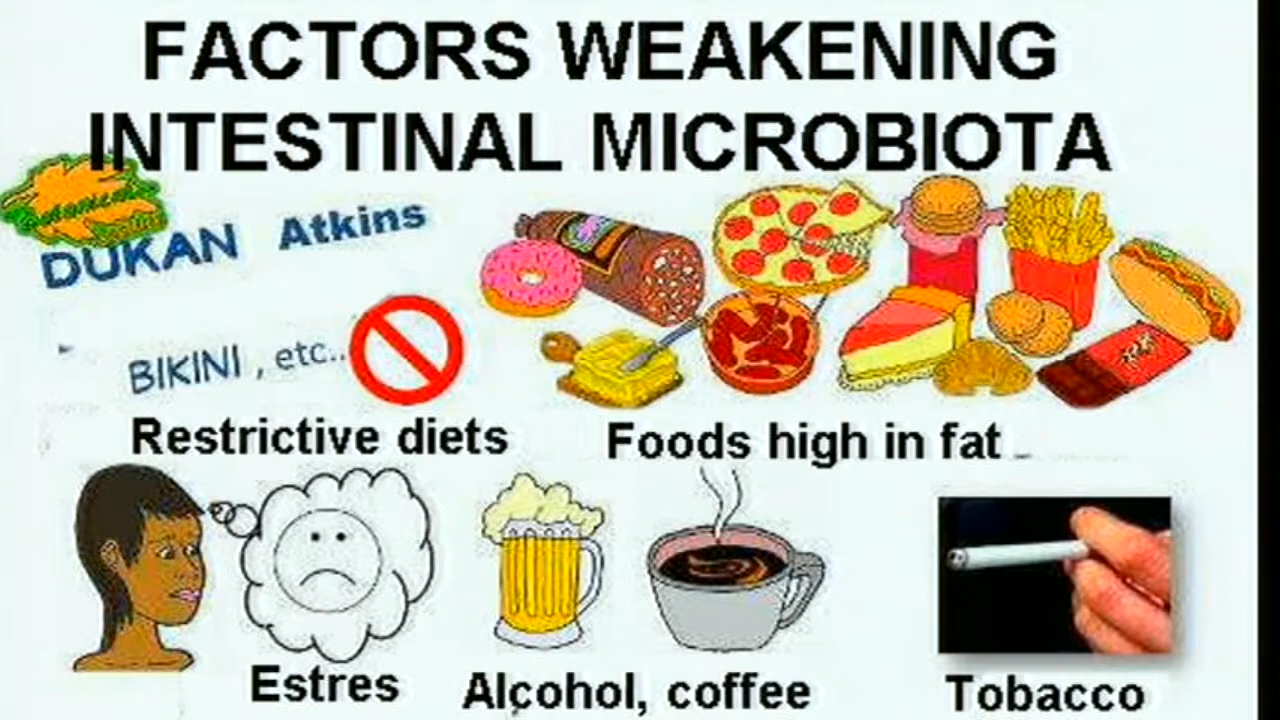 FACTORS WEAKENING
INTESTINAL MICROBIOTA
DUKAN Atkins
BIKINI , etc..
Restrictive diets
Foods high in fat
Estres
Alcohol, coffee
Tobacco